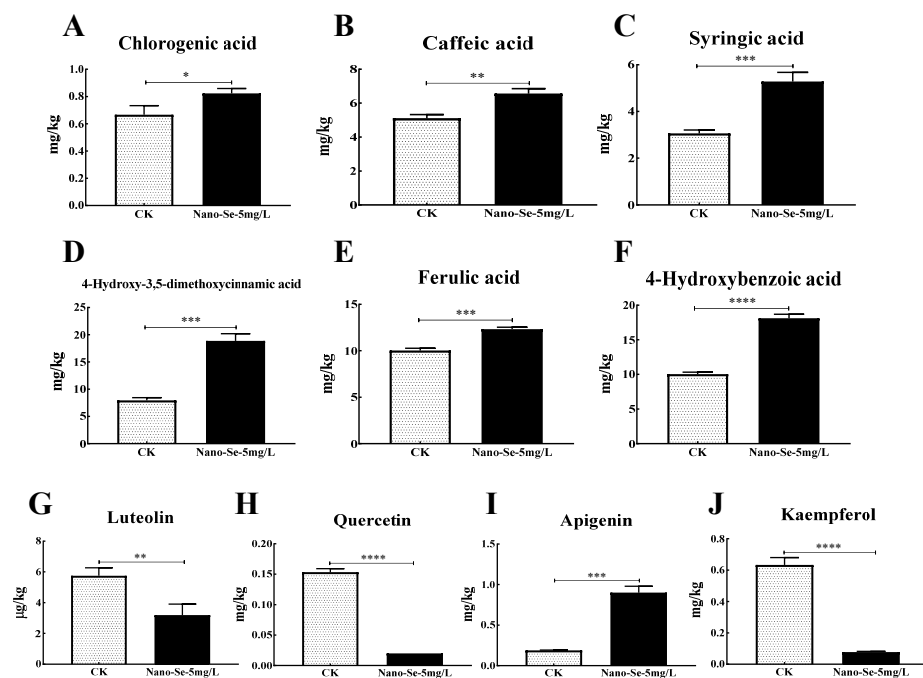 A
Chlorogenic acid
mg/kg
1.0
0.8
0.6
0.4
0.2
0.0
*
CK
Nano-Se-5mg/L
B
Caffeic acid
mg/kg
8
6
4
2
0
**
CK
Nano-Se-5mg/L
C
Syringic acid
mg/kg
6
4
2
0
***
CK
Nano-Se-5mg/L
D
4-Hydroxy-3,5-dimethoxycinnamic acid
mg/kg
25
20
15
10
5
0
***
CK
Nano-Se-5mg/L
E
Ferulic acid
mg/kg
15
10
5
0
***
CK
Nano-Se-5mg/L
F
4-Hydroxybenzoic acid
mg/kg
20
15
10
5
0
****
CK
Nano-Se-5mg/L
G
Luteolin
μg/kg
8
6
4
2
0
**
CK
Nano-Se-5mg/L
H
Quercetin
mg/kg
0.20
0.15
0.10
0.05
0.00
****
CK
Nano-Se-5mg/L
I
Apigenin
mg/kg
1.5
1.0
0.5
0.0
***
CK
Nano-Se-5mg/L
J
Kaempferol
mg/kg
0.8
0.6
0.4
0.2
0.0
****
CK
Nano-Se-5mg/L